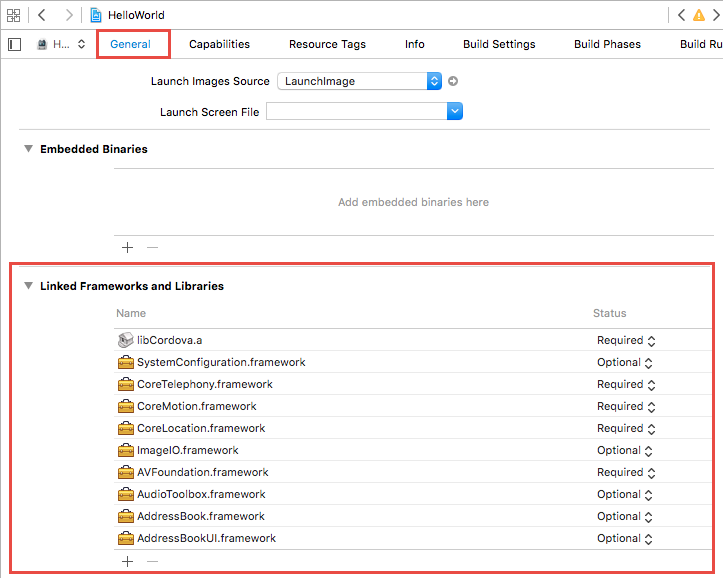 HelloWorld
H... General Capabilities Resource Tags Info Build Settings Build Phases Build Ru
Launch Images Source LaunchImage
Launch Screen File
Embedded Binaries
Add embedded binaries here
Linked Frameworks and Libraries
Name Status
libCordova.a Required
SystemConfiguration.framework Optional
CoreTelephony.framework Required
CoreMotion.framework Required
CoreLocation.framework Required
ImageIO.framework Optional
AVFoundation.framework Required
AudioToolbox.framework Optional
AddressBook.framework Optional
AddressBookUI.framework Optional